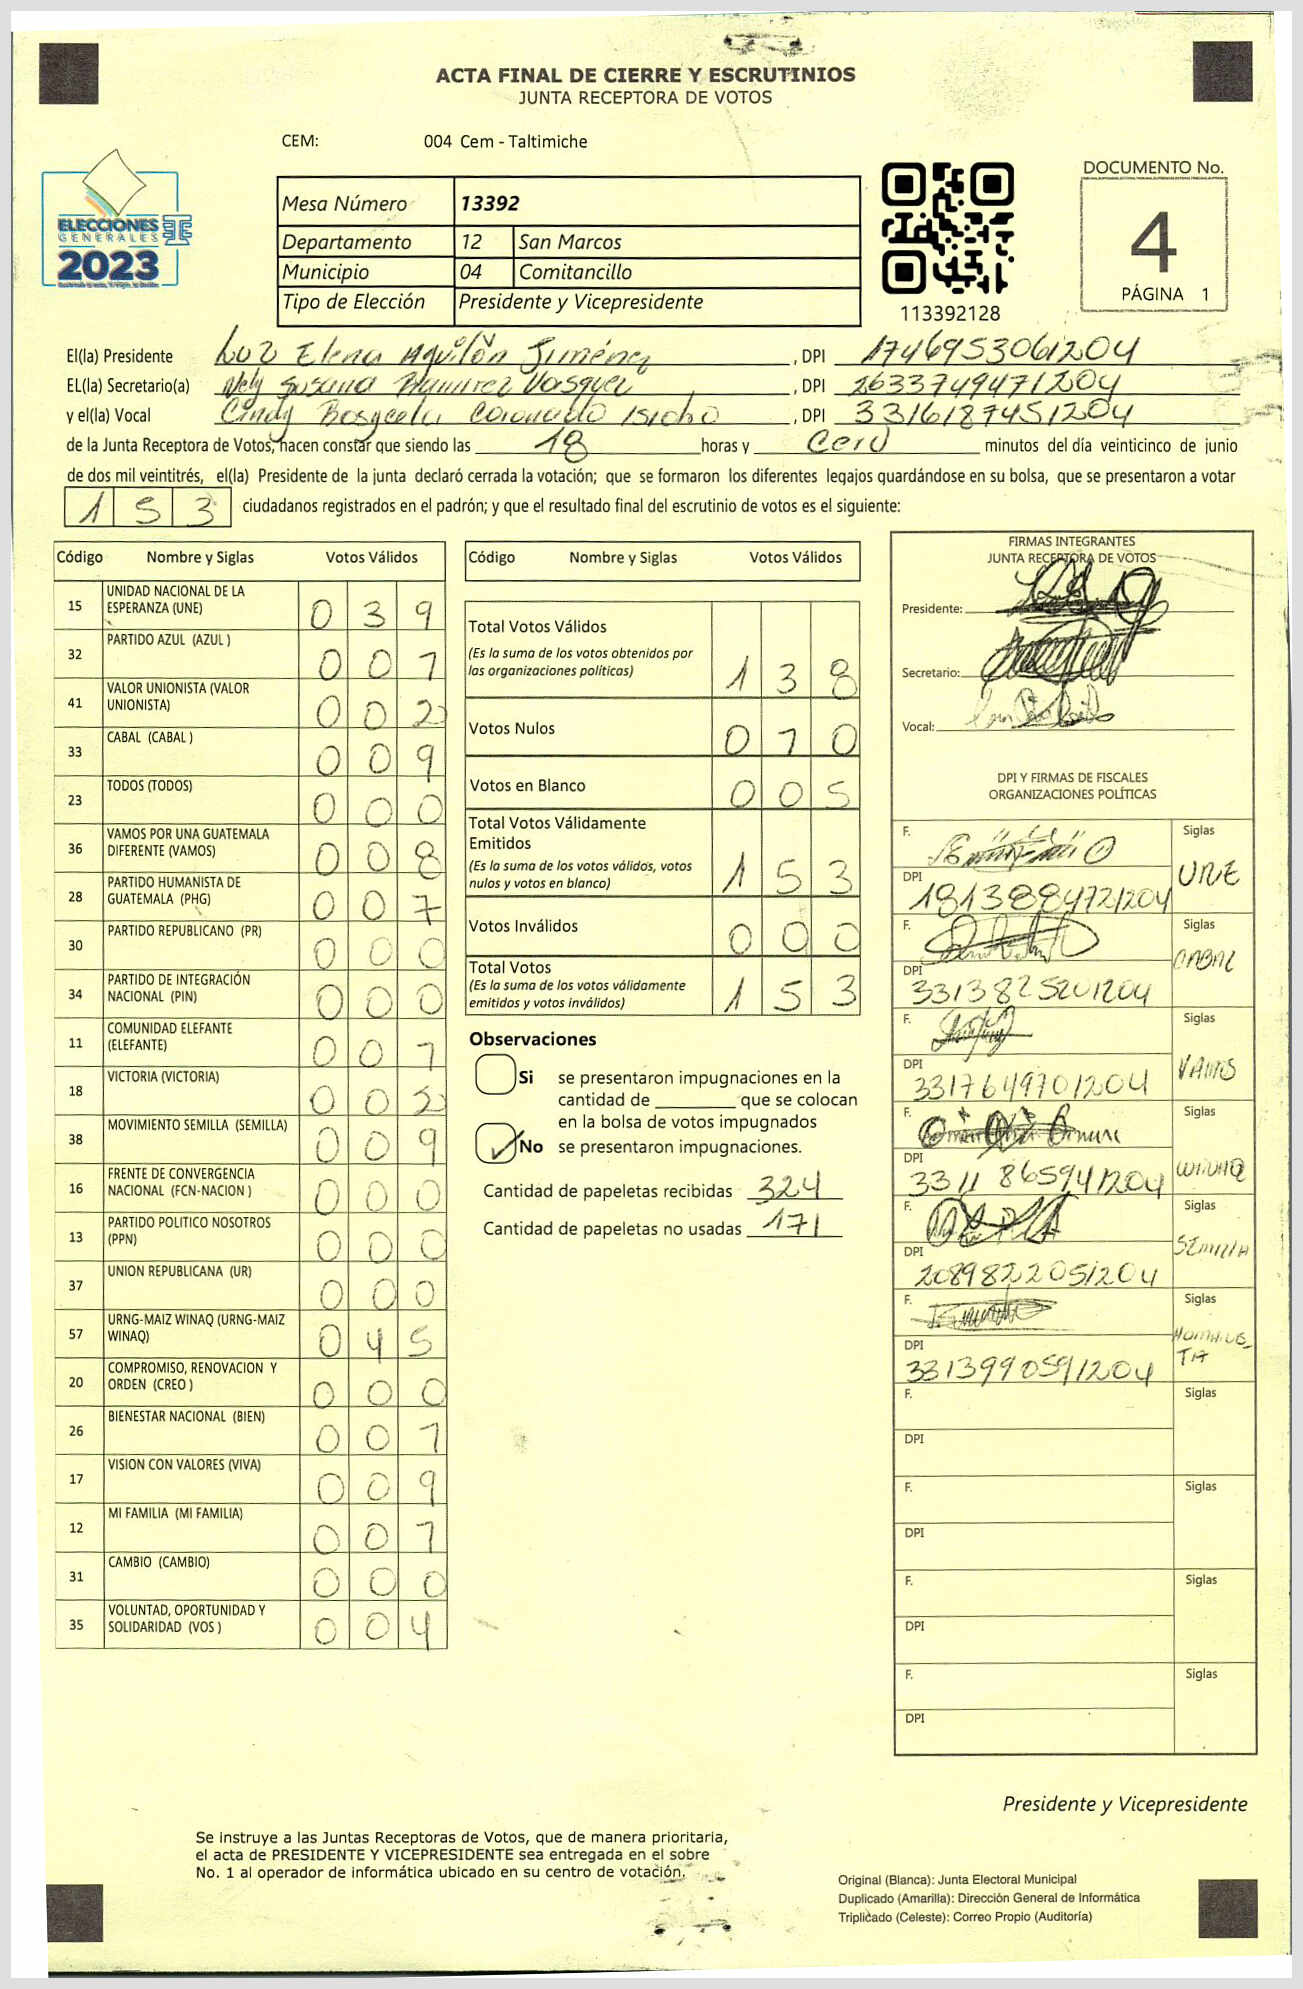 ACTA FINAL DE CIERRE Y ESCRUTINIOS
JUNTA RECEPTORA DE VOTOS
CEM: 004 Cem - Taltimiche
ELECCIONES
GENERALES
2023
Mesa Número 13392
Departamento 12 San Marcos
Municipio 04 Comitancillo
Tipo de Elección Presidente y Vicepresidente
113392128
DOCUMENTO No.
4
PÁGINA 1
El(la) Presidente Luz Elena Aguilón Jiménez, DPI 1746953061204
EL(la) Secretario(a) Nely Susana Ramirez Vasquez, DPI 2633749471204
y el(la) Vocal Cindy Coronado, DPI 3316187451204
de la Junta Receptora de Votos, hacen constar que siendo las 18 horas y Cero minutos del día veinticinco de junio
de dos mil veintitrés, el(la) Presidente de la junta declaró cerrada la votación; que se formaron los diferentes legajos guardándose en su bolsa, que se presentaron a votar
1 5 3 ciudadanos registrados en el padrón; y que el resultado final del escrutinio de votos es el siguiente:
Código Nombre y Siglas Votos Válidos
15 UNIDAD NACIONAL DE LA ESPERANZA (UNE) 0 3 9
32 PARTIDO AZUL (AZUL ) 0 0 1
41 VALOR UNIONISTA (VALOR UNIONISTA) 0 0 2
33 CABAL (CABAL ) 0 0 9
23 TODOS (TODOS) 0 0 0
36 VAMOS POR UNA GUATEMALA DIFERENTE (VAMOS) 0 0 8
28 PARTIDO HUMANISTA DE GUATEMALA (PHG) 0 0 7
30 PARTIDO REPUBLICANO (PR) 0 0 0
34 PARTIDO DE INTEGRACIÓN NACIONAL (PIN) 0 0 0
11 COMUNIDAD ELEFANTE (ELEFANTE) 0 0 1
18 VICTORIA (VICTORIA) 0 0 2
38 MOVIMIENTO SEMILLA (SEMILLA) 0 0 9
16 FRENTE DE CONVERGENCIA NACIONAL (FCN-NACION ) 0 0 0
13 PARTIDO POLITICO NOSOTROS (PPN) 0 0 0
37 UNION REPUBLICANA (UR) 0 0 0
57 URNG-MAIZ WINAQ (URNG-MAIZ WINAQ) 0 4 5
20 COMPROMISO, RENOVACION Y ORDEN (CREO ) 0 0 0
26 BIENESTAR NACIONAL (BIEN) 0 0 1
17 VISION CON VALORES (VIVA) 0 0 9
12 MI FAMILIA (MI FAMILIA) 0 0 1
31 CAMBIO (CAMBIO) 0 0 0
35 VOLUNTAD, OPORTUNIDAD Y SOLIDARIDAD (VOS ) 0 0 4
Código Nombre y Siglas Votos Válidos
Total Votos Válidos 1 3 8
(Es la suma de los votos obtenidos por
las organizaciones políticas)
Votos Nulos 0 1 0
Votos en Blanco 0 0 5
Total Votos Válidamente
Emitidos 1 5 3
(Es la suma de los votos válidos, votos
nulos y votos en blanco)
Votos Inválidos 0 0 0
Total Votos 1 5 3
(Es la suma de los votos válidamente
emitidos y votos inválidos)
Observaciones
Si se presentaron impugnaciones en la
cantidad de ________ que se colocan
en la bolsa de votos impugnados
No se presentaron impugnaciones.
Cantidad de papeletas recibidas 324
Cantidad de papeletas no usadas 171
FIRMAS INTEGRANTES
JUNTA RECEPTORA DE VOTOS
Presidente:
Secretario:
Vocal:
DPI Y FIRMAS DE FISCALES
ORGANIZACIONES POLÍTICAS
F. Siglas UNE
DPI 1813884721204
F. Siglas CABAL
DPI 3313825201204
F. Siglas VAMOS
DPI 3317649701204
F. Siglas WINAQ
DPI 3311865941204
F. Siglas SEMILLA
DPI 2089822051204
F. Siglas
DPI 3313990591204
F. Siglas
DPI
F. Siglas
DPI
F. Siglas
DPI
F. Siglas
DPI
Presidente y Vicepresidente
Se instruye a las Juntas Receptoras de Votos, que de manera prioritaria,
el acta de PRESIDENTE Y VICEPRESIDENTE sea entregada en el sobre
No. 1 al operador de informática ubicado en su centro de votación.
Original (Blanca): Junta Electoral Municipal
Duplicado (Amarilla): Dirección General de Informática
Triplicado (Celeste): Correo Propio (Auditoría)